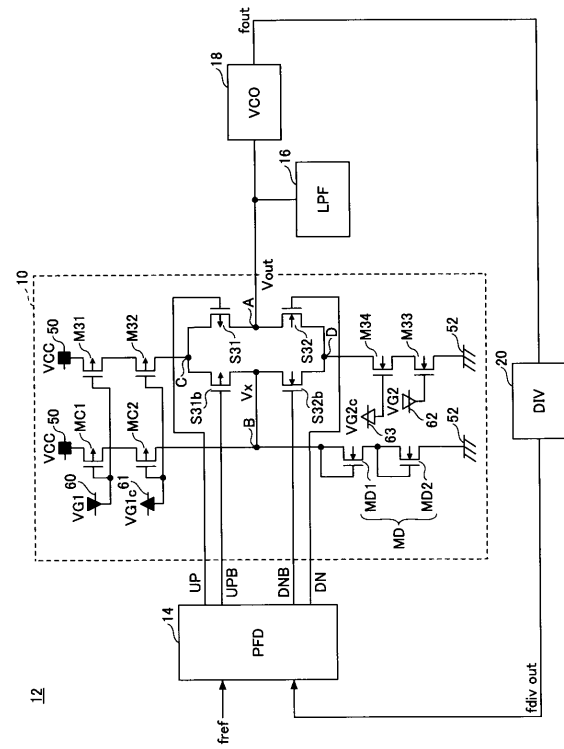 12
10
VCC 50
VCC 50
MC1
M31
60
VG1
MC2
M32
61
VG1c
C
S31b
S31
A
Vout
Vx
B
S32b
S32
D
M34
VG2c
63
M33
VG2
62
MD1
MD2
MD
52
52
UP
UPB
DNB
DN
14
PFD
fref
fdiv out
16
LPF
18
VCO
fout
20
DIV